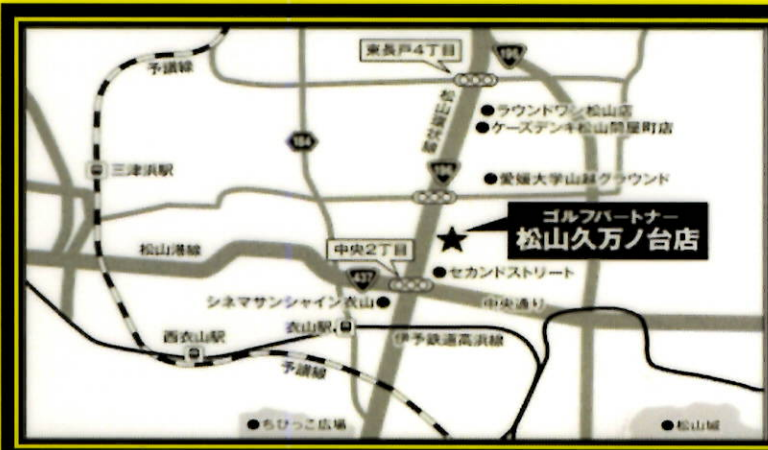 東長戸4丁目
196
予讃線
松山環状線
ラウンドワン松山店
ケーズデンキ松山問屋町店
184
三津浜駅
196
愛媛大学山越グラウンド
ゴルフパートナー
松山久万ノ台店
松山港線
中央2丁目
437
セカンドストリート
シネマサンシャイン衣山
中央通り
衣山駅
西衣山駅
伊予鉄道高浜線
予讃線
ちびっこ広場
松山城